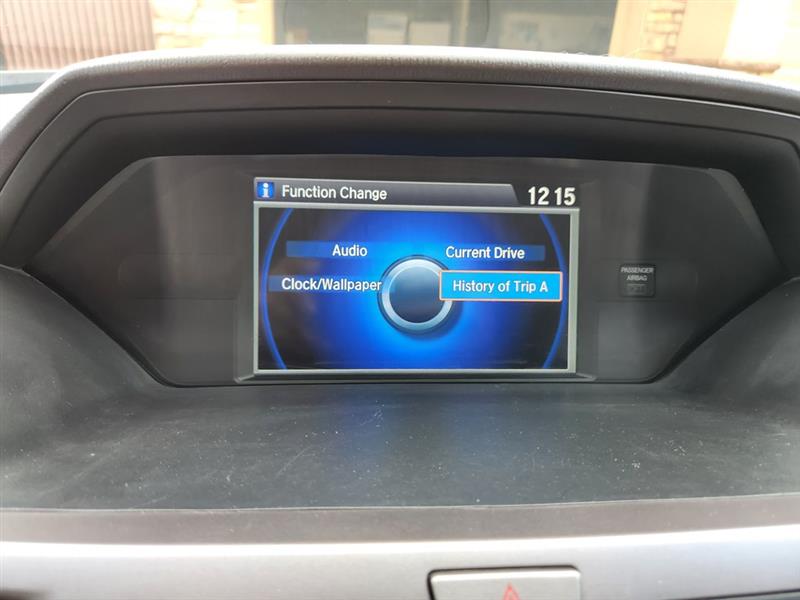 i Function Change 12:15
Audio
Current Drive
Clock/Wallpaper
History of Trip A
PASSENGER
AIRBAG